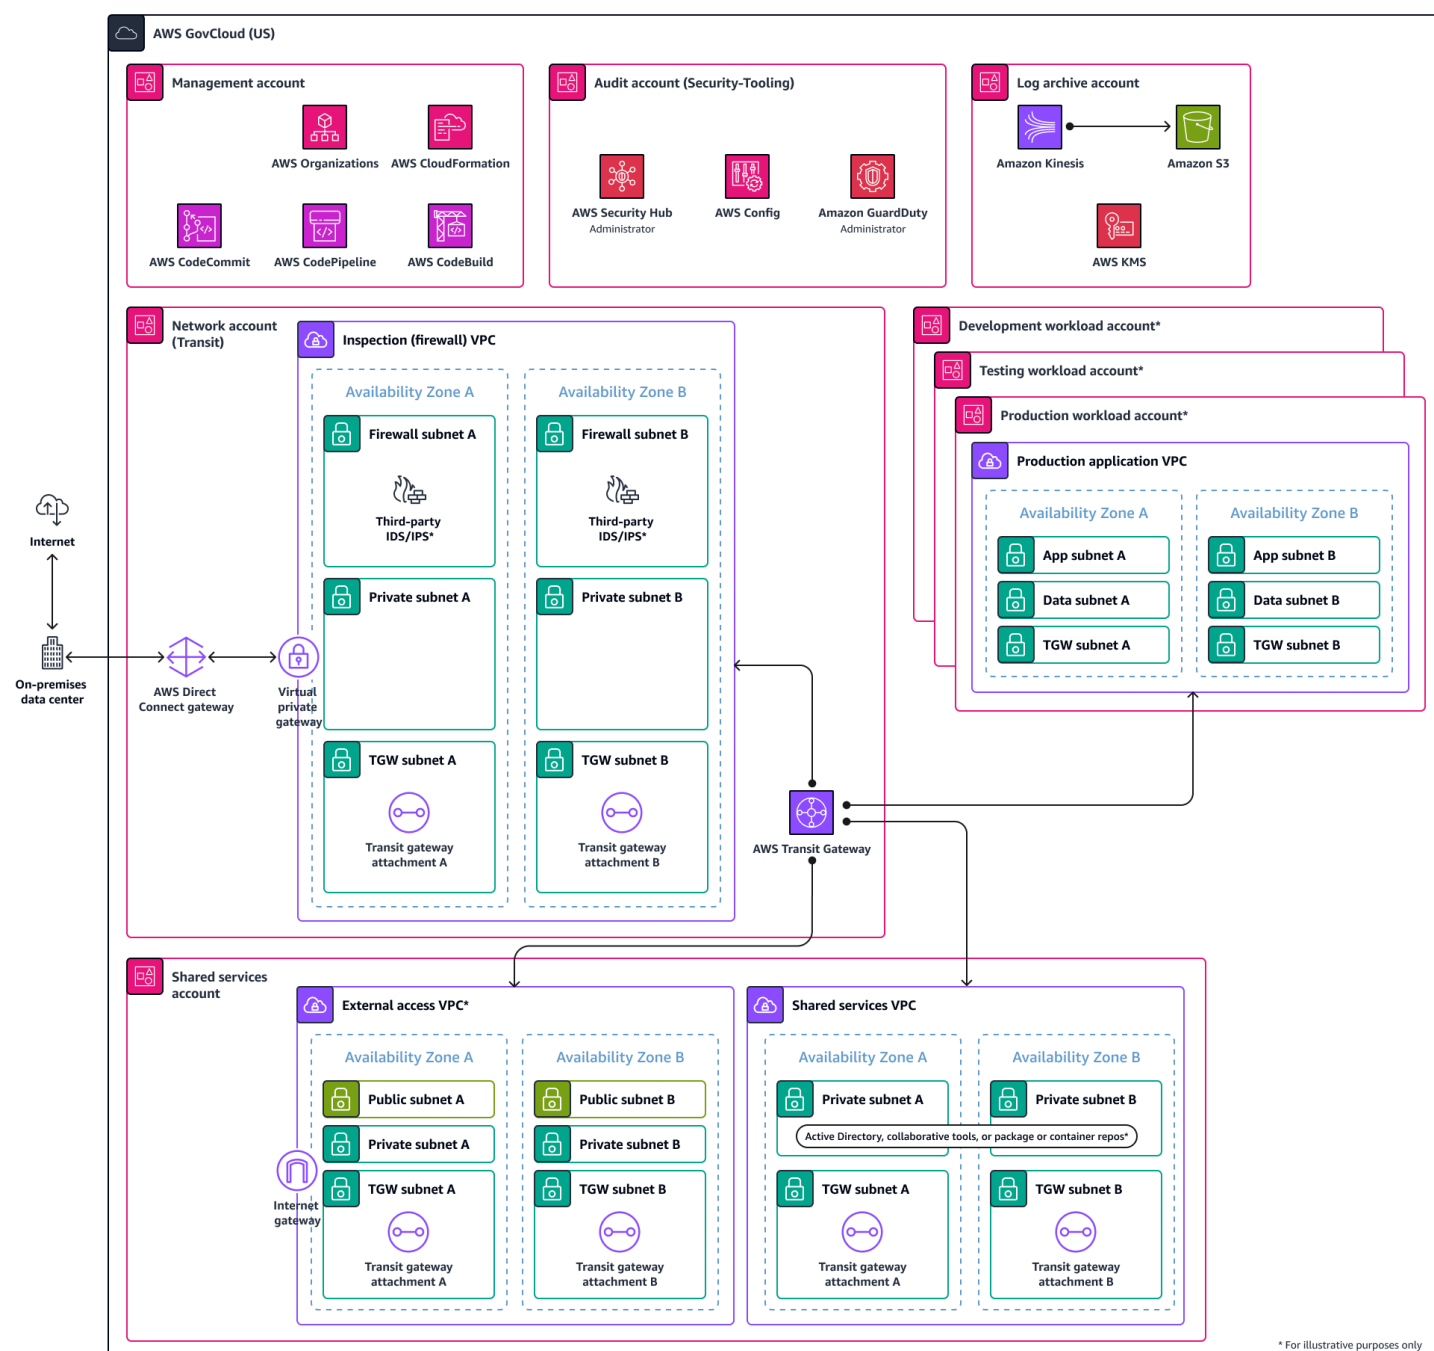 AWS GovCloud (US)
Management account
AWS Organizations
AWS CloudFormation
AWS CodeCommit
AWS CodePipeline
AWS CodeBuild
Audit account (Security-Tooling)
AWS Security Hub
Administrator
AWS Config
Amazon GuardDuty
Administrator
Log archive account
Amazon Kinesis
Amazon S3
AWS KMS
Network account
(Transit)
Inspection (firewall) VPC
Availability Zone A
Firewall subnet A
Third-party
IDS/IPS*
Private subnet A
TGW subnet A
Transit gateway
attachment A
Availability Zone B
Firewall subnet B
Third-party
IDS/IPS*
Private subnet B
TGW subnet B
Transit gateway
attachment B
Internet
On-premises
data center
AWS Direct
Connect gateway
Virtual
private
gateway
AWS Transit Gateway
Development workload account*
Testing workload account*
Production workload account*
Production application VPC
Availability Zone A
App subnet A
Data subnet A
TGW subnet A
Availability Zone B
App subnet B
Data subnet B
TGW subnet B
Shared services
account
External access VPC*
Availability Zone A
Public subnet A
Private subnet A
TGW subnet A
Transit gateway
attachment A
Internet
gateway
Availability Zone B
Public subnet B
Private subnet B
TGW subnet B
Transit gateway
attachment B
Shared services VPC
Availability Zone A
Private subnet A
Availability Zone B
Private subnet B
Active Directory, collaborative tools, or package or container repos*
TGW subnet A
Transit gateway
attachment A
TGW subnet B
Transit gateway
attachment B
* For illustrative purposes only